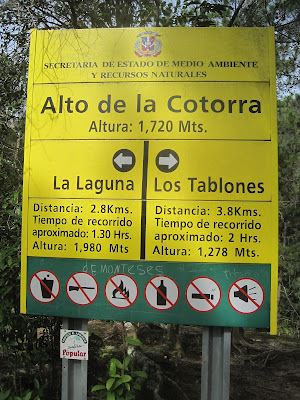 SECRETARIA DE ESTADO DE MEDIO AMBIENTE
Y RECURSOS NATURALES
Alto de la Cotorra
Altura: 1,720 Mts.
La Laguna
Distancia: 2.8Kms.
Tiempo de recorrido
aproximado: 1.30 Hrs.
Altura: 1,980 Mts
Los Tablones
Distancia: 3.8Kms.
Tiempo de recorrido
aproximado: 2 Hrs.
Altura: 1,278 Mts.
DE MONTESRE
Popular